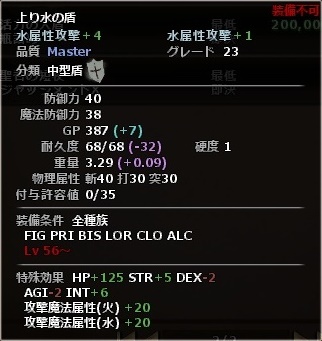 上り水の盾
装備不可
水属性攻撃+4 水属性攻撃+1
200,00
品質 Master グレード 23
分類 中型盾
防御力 40
魔法防御力 38
GP 387 (+7)
耐久度 68/68 (-32) 硬度 1
重量 3.29 (+0.09)
物理属性 斬40 打30 突30
付与許容値 0/35
装備条件 全種族
FIG PRI BIS LOR CLO ALC
Lv 56~
特殊効果 HP+125 STR+5 DEX-2
AGI-2 INT+6
攻撃魔法属性(火) +20
攻撃魔法属性(水) +20